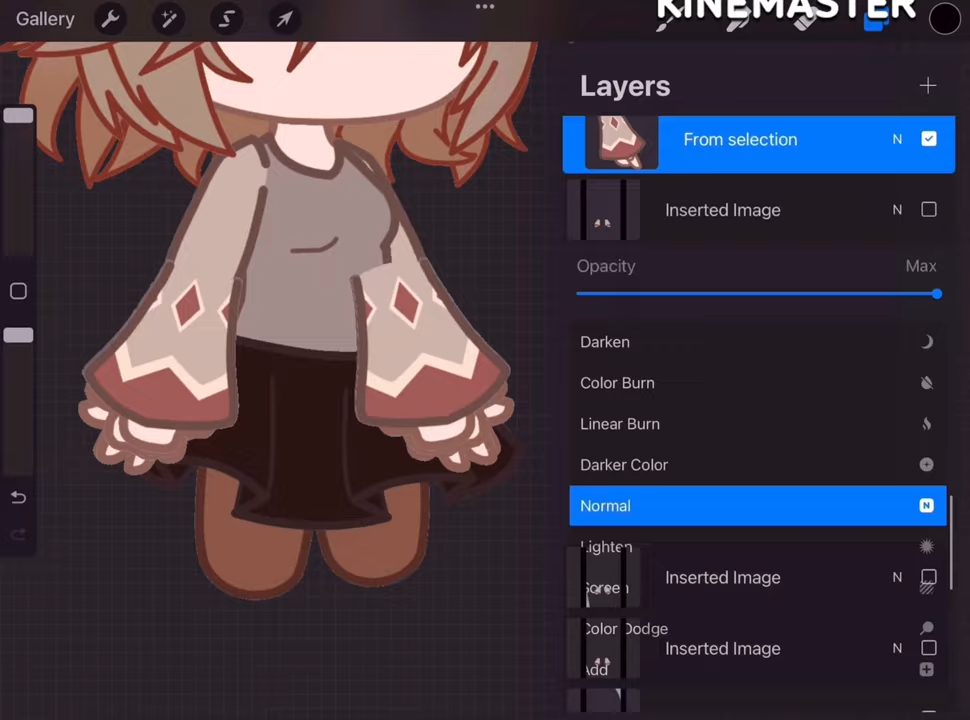 Gallery
KINEMASTER
Layers
From selection N
Inserted Image N
Opacity Max
Darken
Color Burn
Linear Burn
Darker Color
Normal N
Lighten
Inserted Image N
Screen
Color Dodge
Inserted Image N
Add